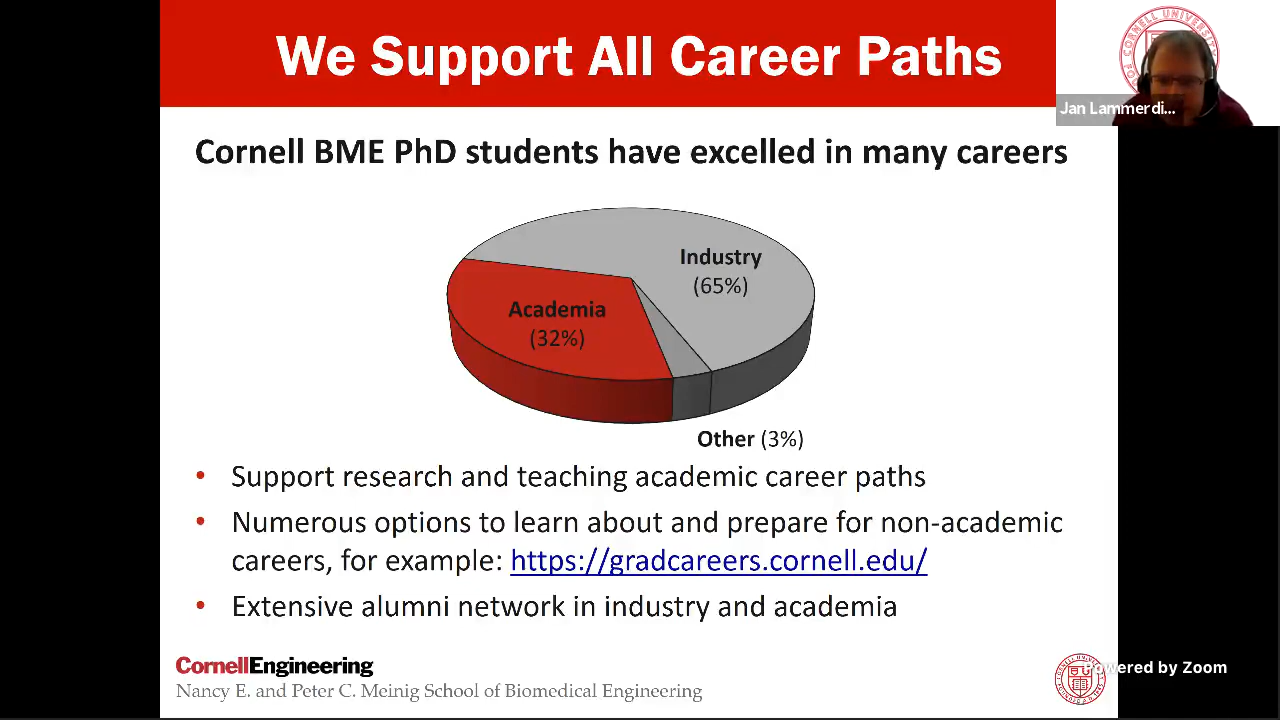 We Support All Career Paths
Jan Lammerdi...
Cornell BME PhD students have excelled in many careers
Industry
(65%)
Academia
(32%)
Other (3%)
• Support research and teaching academic career paths
• Numerous options to learn about and prepare for non-academic
careers, for example: https://gradcareers.cornell.edu/
• Extensive alumni network in industry and academia
CornellEngineering
Nancy E. and Peter C. Meinig School of Biomedical Engineering
Powered by Zoom